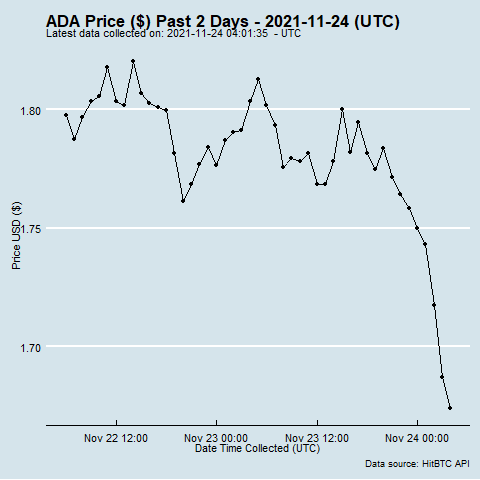 ADA Price ($) Past 2 Days - 2021-11-24 (UTC)
Latest data collected on: 2021-11-24 04:01:35 - UTC
1.80
1.75
1.70
Price USD ($)
Nov 22 12:00
Nov 23 00:00
Nov 23 12:00
Nov 24 00:00
Date Time Collected (UTC)
Data source: HitBTC API